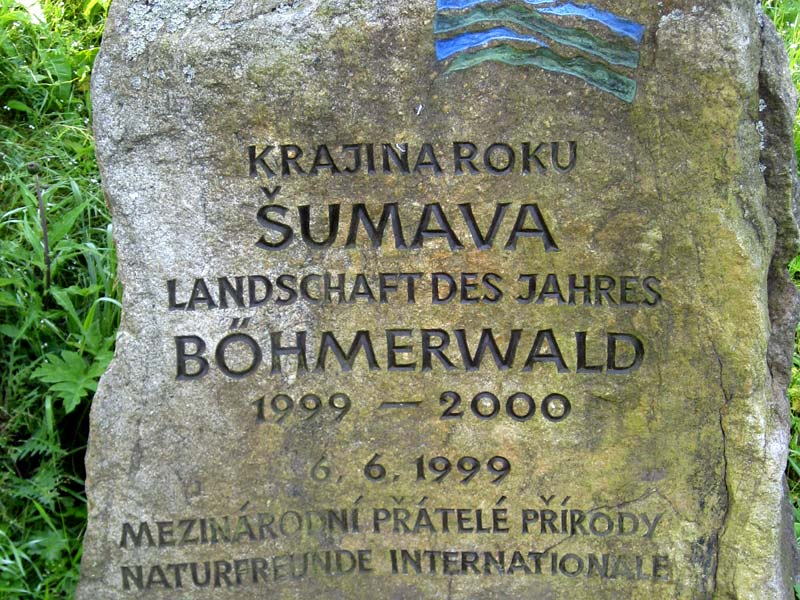 KRAJINA ROKU
ŠUMAVA
LANDSCHAFT DES JAHRES
BŐHMERWALD
1999 — 2000
6. 6. 1999
MEZINÁRODNÍ PŘÁTELÉ PŘÍRODY
NATURFREUNDE INTERNATIONALE